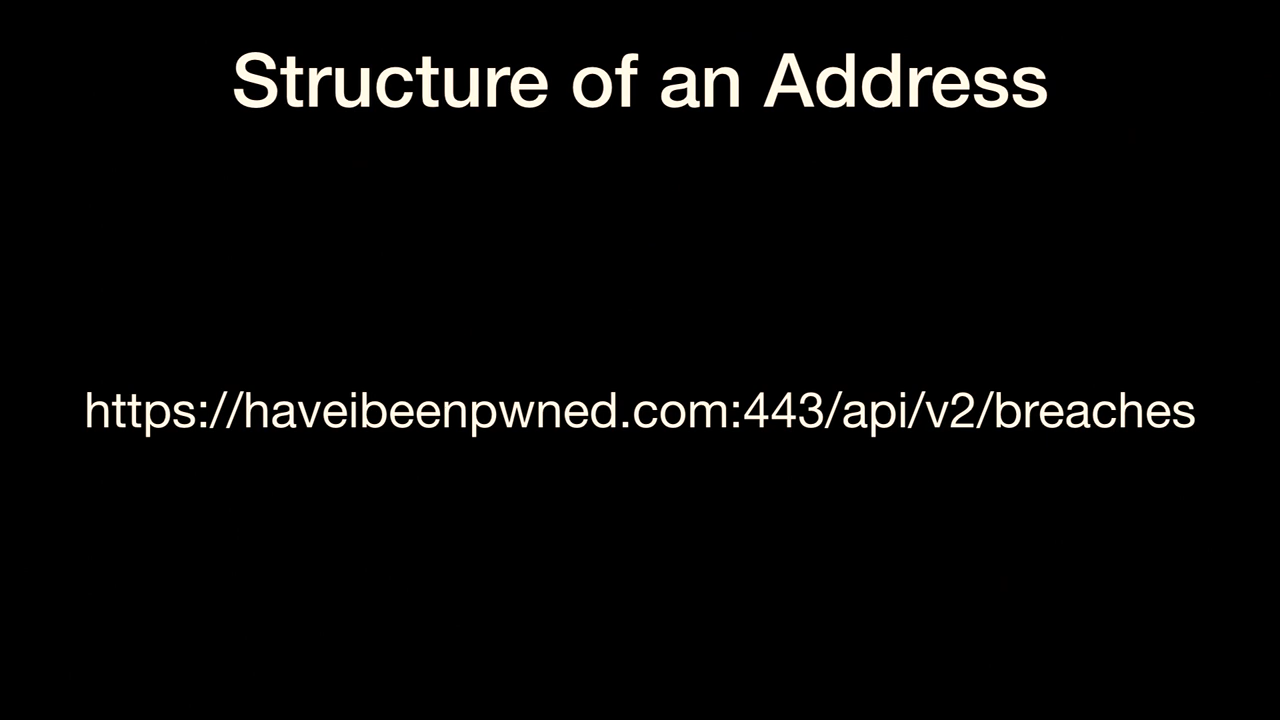 Structure of an Address
https://haveibeenpwned.com:443/api/v2/breaches